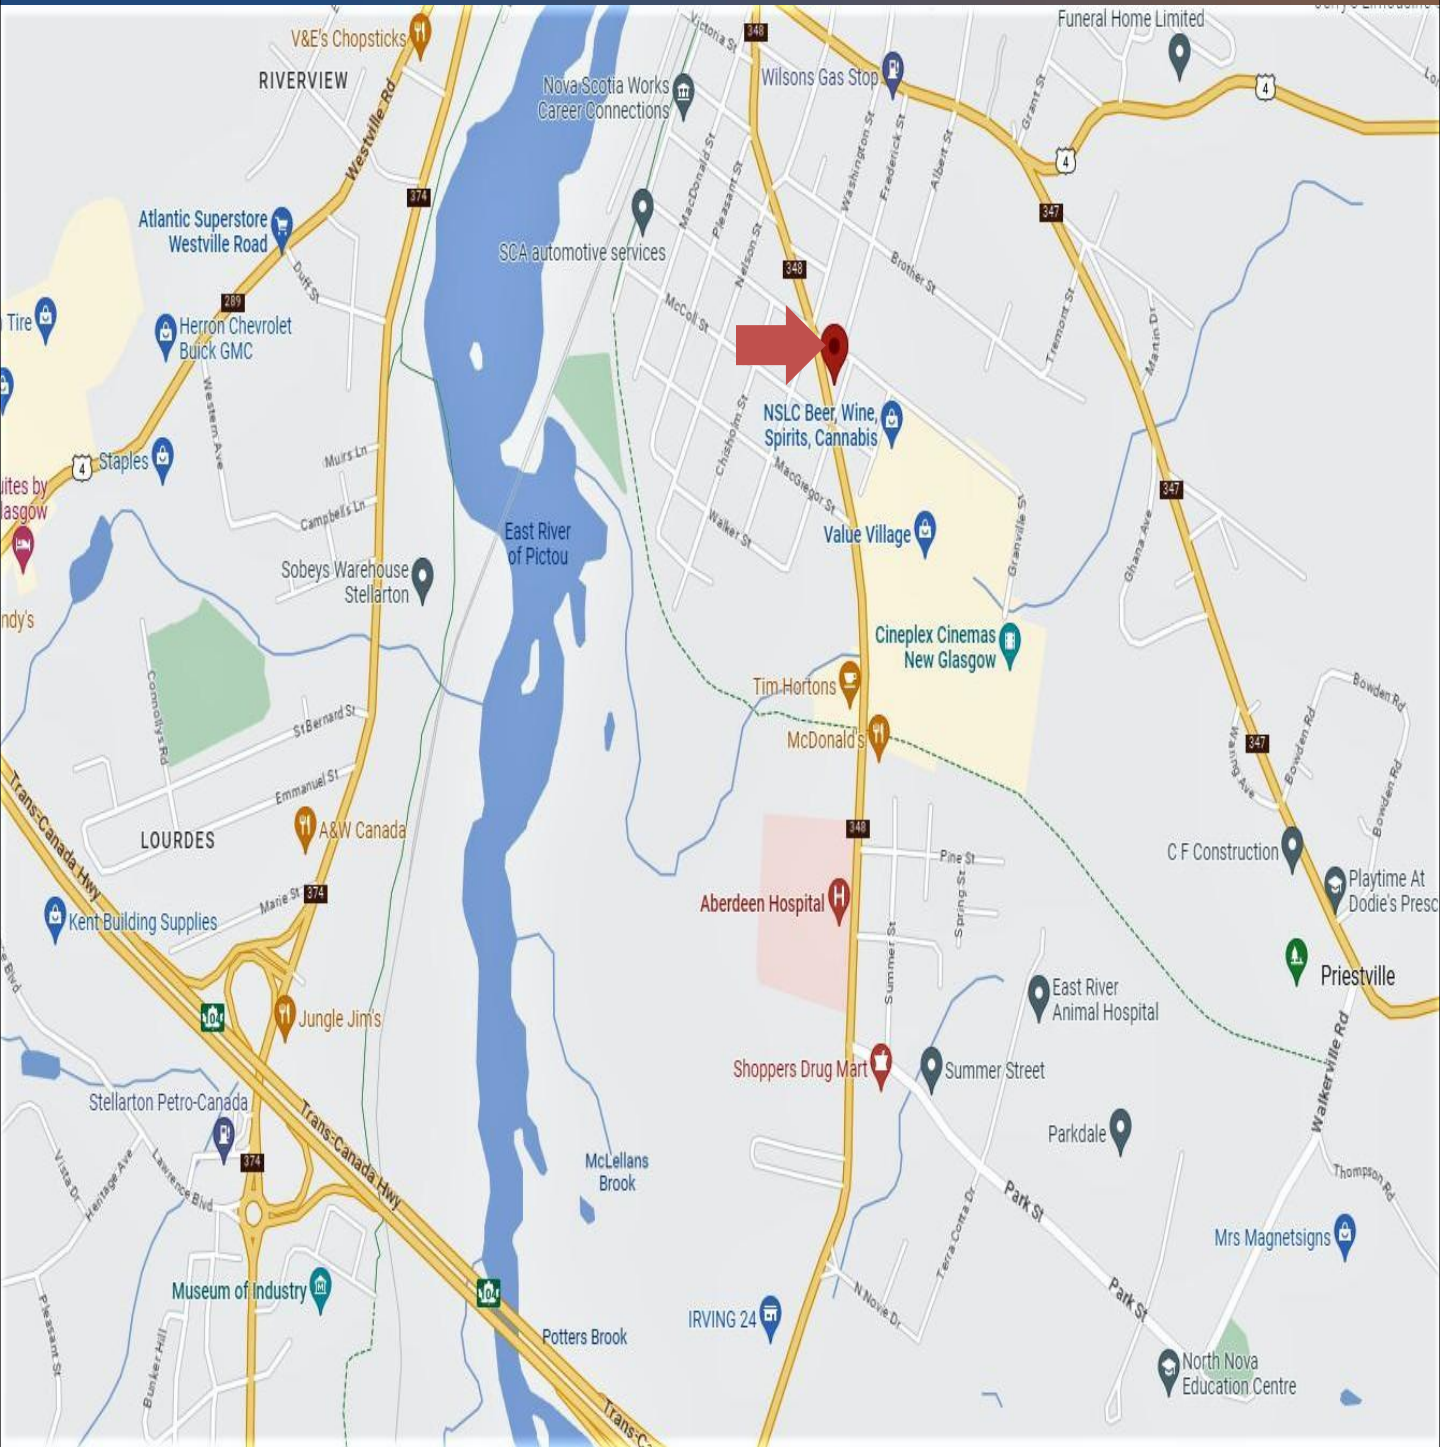 Funeral Home Limited
V&E's Chopsticks
RIVERVIEW
Westville Rd
374
Victoria St
348
Wilsons Gas Stop
Nova Scotia Works
Career Connections
Grant St
4
4
347
MacDonald St
Pleasant St
Nelson St
Washington St
Frederick St
Albert St
Atlantic Superstore
Westville Road
SCA automotive services
348
Brother St
Duff St
289
Tire
Herron Chevrolet
Buick GMC
McColl St
Tremont St
Martin Dr
Western Ave
NSLC Beer, Wine,
Spirits, Cannabis
Chisholm St
MacGregor St
4
Staples
Muirs Ln
Campbells Ln
Walker St
347
Granville St
Ghana Ave
East River
of Pictou
Value Village
Sobeys Warehouse
Stellarton
ndy's
Cineplex Cinemas
New Glasgow
Connollys Rd
Tim Hortons
McDonald's
Bowden Rd
Bowden Rd
Bowden Rd
Waring Ave
347
St Bernard St
Emmanuel St
LOURDES
A&W Canada
Trans-Canada Hwy
348
Pine St
Spring St
C F Construction
Playtime At
Dodie's Presc
Marie St
374
Kent Building Supplies
Aberdeen Hospital
Summer St
Priestville
East River
Animal Hospital
104
Jungle Jim's
Shoppers Drug Mart
Summer Street
Walkerville Rd
Stellarton Petro-Canada
Trans-Canada Hwy
Parkdale
374
Vista Dr
Heritage Ave
Lawrence Blvd
McLellans
Brook
Park St
Terra Cotta Dr
Thompson Rd
Mrs Magnetsigns
Museum of Industry
104
N Novie Dr
IRVING 24
Park St
Potters Brook
Pleasant St
Bunker Hill
North Nova
Education Centre
Trans-C